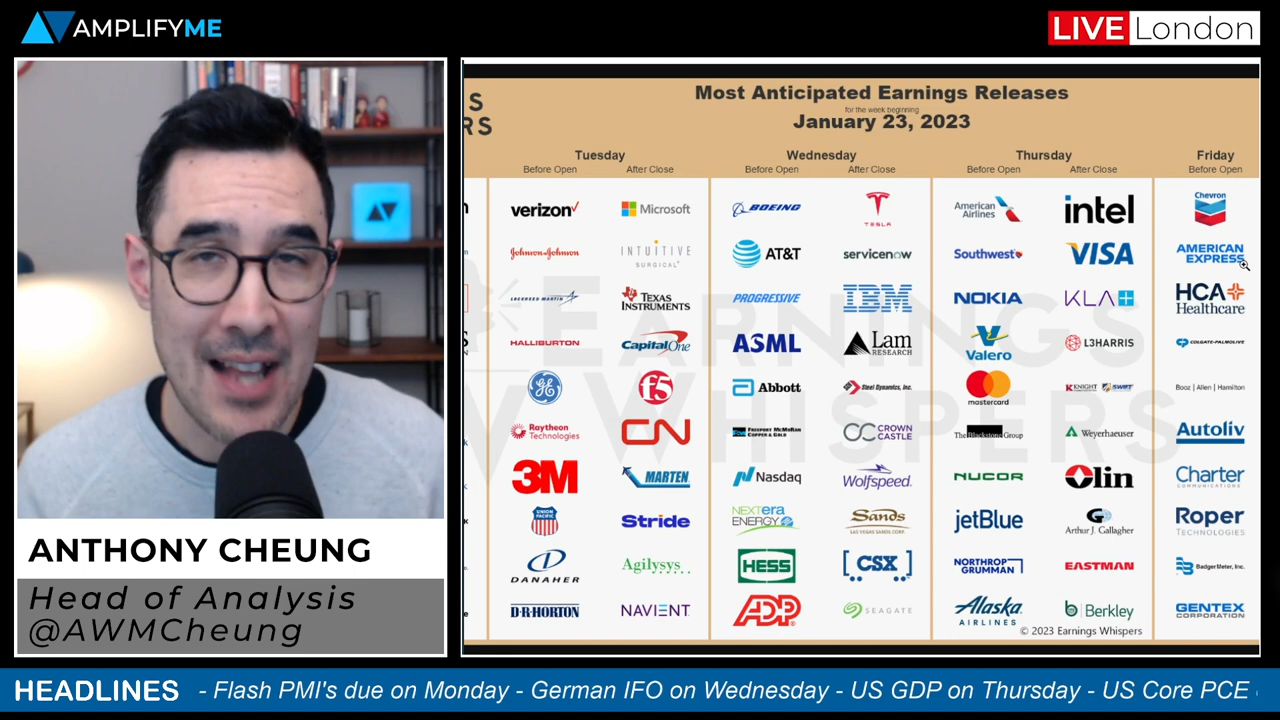 AMPLIFYME
LIVE London
ANTHONY CHEUNG
Head of Analysis
@AWMCheung
S
RS
Most Anticipated Earnings Releases
for the week beginning
January 23, 2023
Tuesday
Before Open After Close
Wednesday
Before Open After Close
Thursday
Before Open After Close
Friday
Before Open
verizon Microsoft BOEING TESLA American Airlines intel Chevron
Johnson & Johnson INTUITIVE SURGICAL AT&T servicenow Southwest VISA AMERICAN EXPRESS
LOCKHEED MARTIN TEXAS INSTRUMENTS PROGRESSIVE IBM NOKIA KLA HCA Healthcare
HALLIBURTON Capital One ASML Lam RESEARCH Valero L3HARRIS COLGATE-PALMOLIVE
GE f5 Abbott Steel Dynamics, Inc. mastercard KNIGHT SWIFT Booz | Allen | Hamilton
Raytheon Technologies CN FREEPORT-McMoRAN COPPER & GOLD CROWN CASTLE The Blackstone Group Weyerhaeuser Autoliv
3M MARTEN Nasdaq Wolfspeed NUCOR Olin Charter COMMUNICATIONS
UNION PACIFIC Stride NEXTera ENERGY Sands LAS VEGAS SANDS CORP. jetBlue Arthur J. Gallagher Roper TECHNOLOGIES
DANAHER Agilysys HESS CSX NORTHROP GRUMMAN EASTMAN Badger Meter, Inc.
D·R·HORTON NAVIENT ADP SEAGATE Alaska AIRLINES Berkley GENTEX CORPORATION
EARNINGS
WHISPERS
© 2023 Earnings Whispers
HEADLINES - Flash PMI's due on Monday - German IFO on Wednesday - US GDP on Thursday - US Core PCE